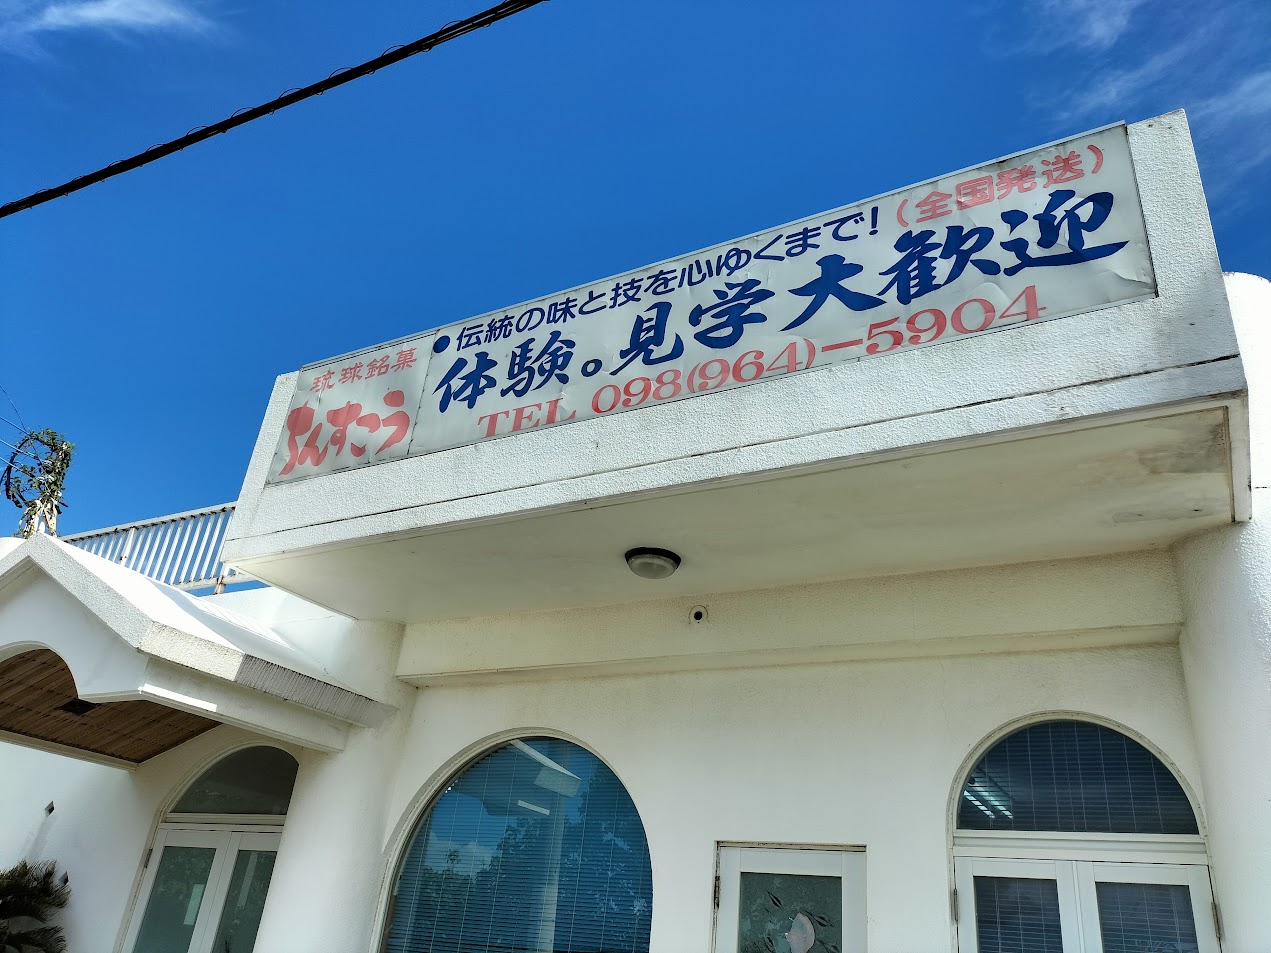 琉球銘菓
ちんすこう
●伝統の味と技を心ゆくまで!(全国発送)
体験。見学大歓迎
TEL 098(964)-5904